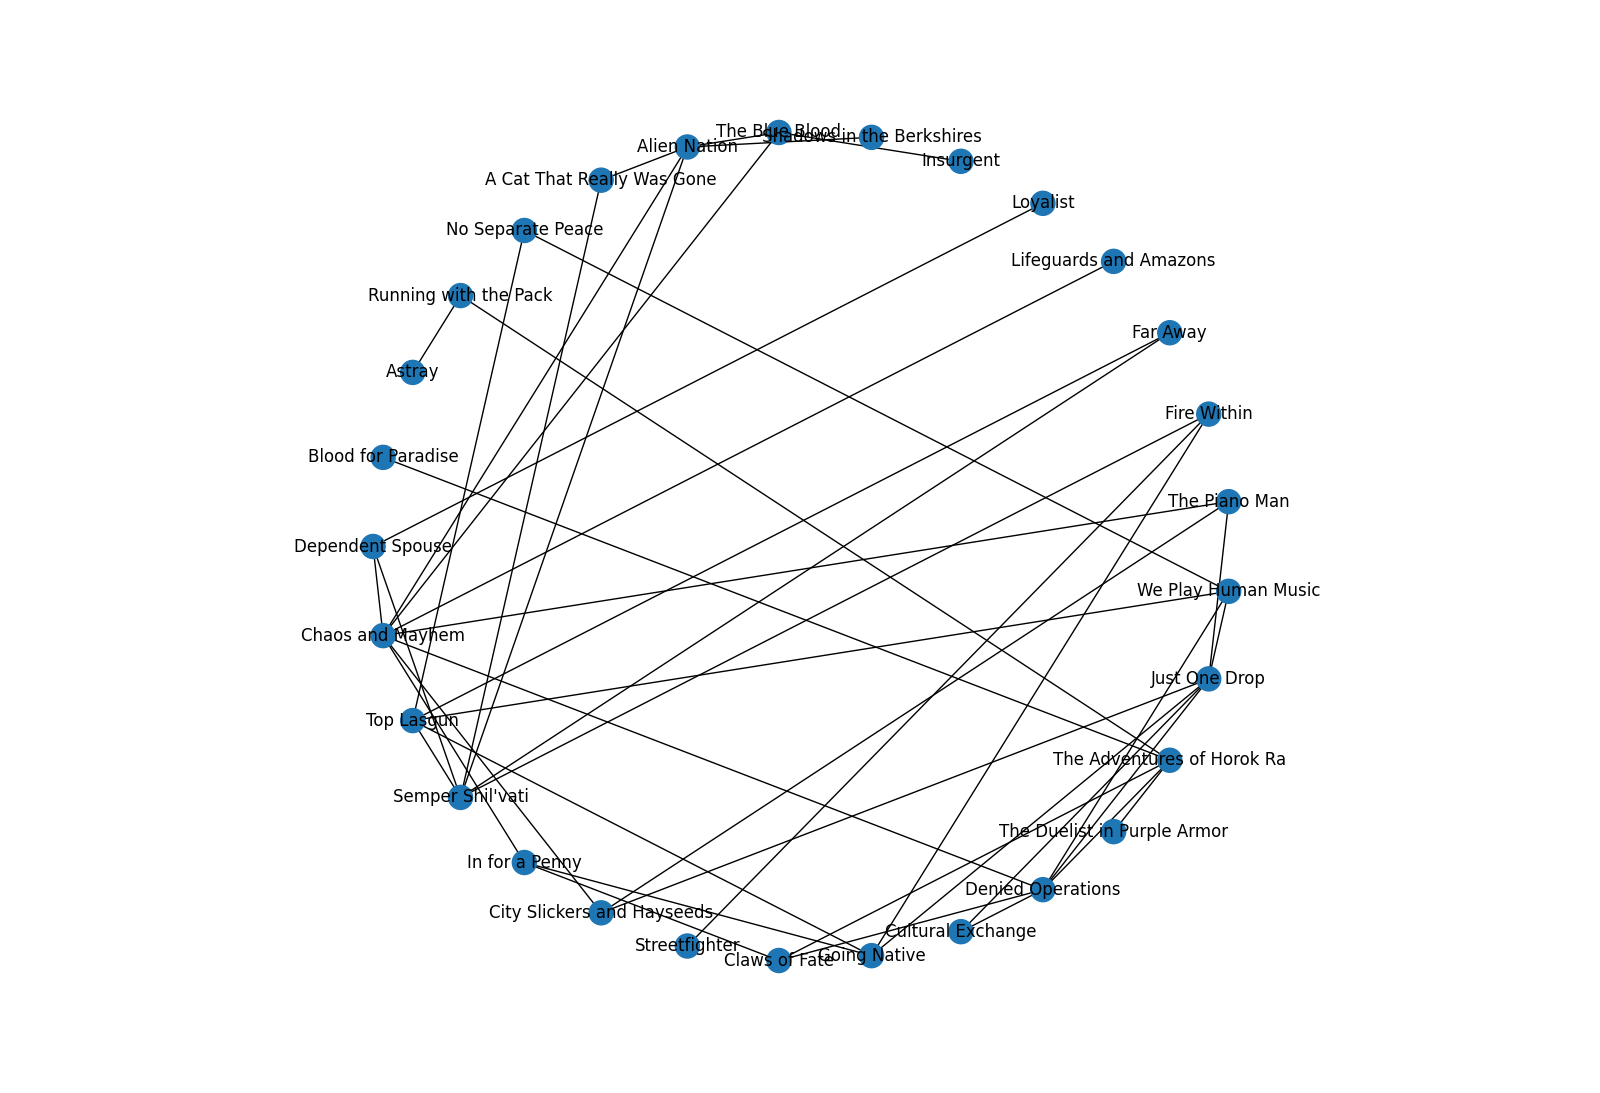 The Blue Blood
Shadows in the Berkshires
Alien Nation
Insurgent
A Cat That Really Was Gone
Loyalist
No Separate Peace
Lifeguards and Amazons
Running with the Pack
Far Away
Astray
Fire Within
Blood for Paradise
The Piano Man
Dependent Spouse
We Play Human Music
Chaos and Mayhem
Just One Drop
Top Lasgun
The Adventures of Horok Ra
Semper Shil'vati
The Duelist in Purple Armor
In for a Penny
Denied Operations
City Slickers and Hayseeds
Cultural Exchange
Streetfighter
Going Native
Claws of Fate